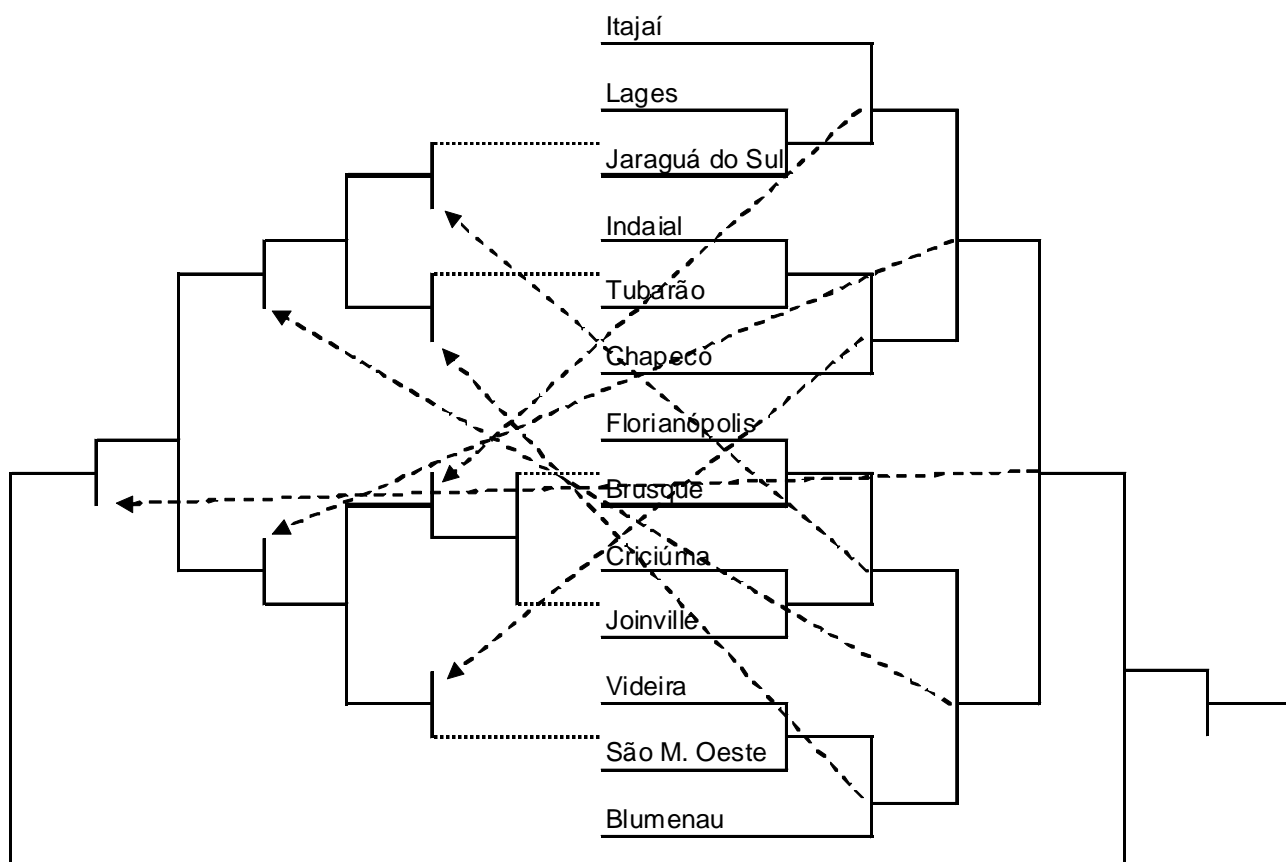 Itajaí
Lages
Jaraguá do Sul
Indaial
Tubarão
Chapecó
Florianópolis
Brusque
Criciúma
Joinville
Videira
São M. Oeste
Blumenau